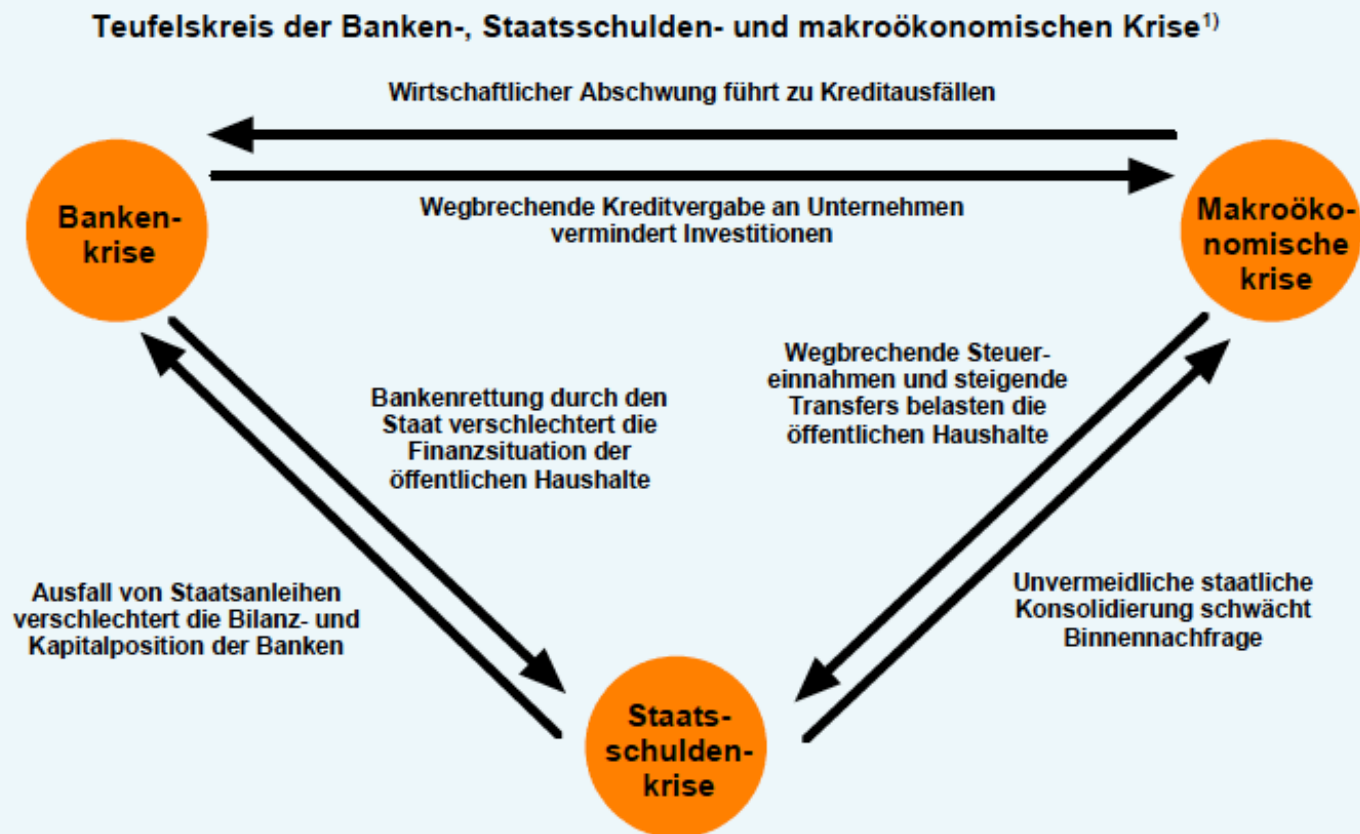 Teufelskreis der Banken-, Staatsschulden- und makroökonomischen Krise¹⁾
Wirtschaftlicher Abschwung führt zu Kreditausfällen
Banken-
krise
Wegbrechende Kreditvergabe an Unternehmen
vermindert Investitionen
Makroöko-
nomische
krise
Bankenrettung durch den
Staat verschlechtert die
Finanzsituation der
öffentlichen Haushalte
Wegbrechende Steuer-
einnahmen und steigende
Transfers belasten die
öffentlichen Haushalte
Ausfall von Staatsanleihen
verschlechtert die Bilanz- und
Kapitalposition der Banken
Unvermeidliche staatliche
Konsolidierung schwächt
Binnennachfrage
Staats-
schulden-
krise